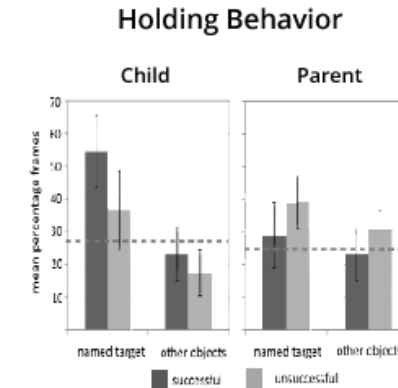 Holding Behavior
Child Parent
mean percentage frames
70
60
50
40
30
20
10
named target other objects named target other objects
successful unsuccessful